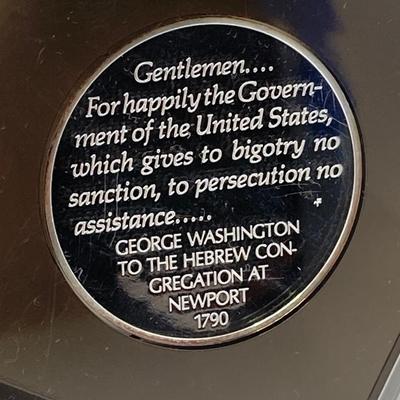 Gentlemen....
For happily the Govern-
ment of the United States,
which gives to bigotry no
sanction, to persecution no
assistance.....
GEORGE WASHINGTON
TO THE HEBREW CON-
GREGATION AT
NEWPORT
1790